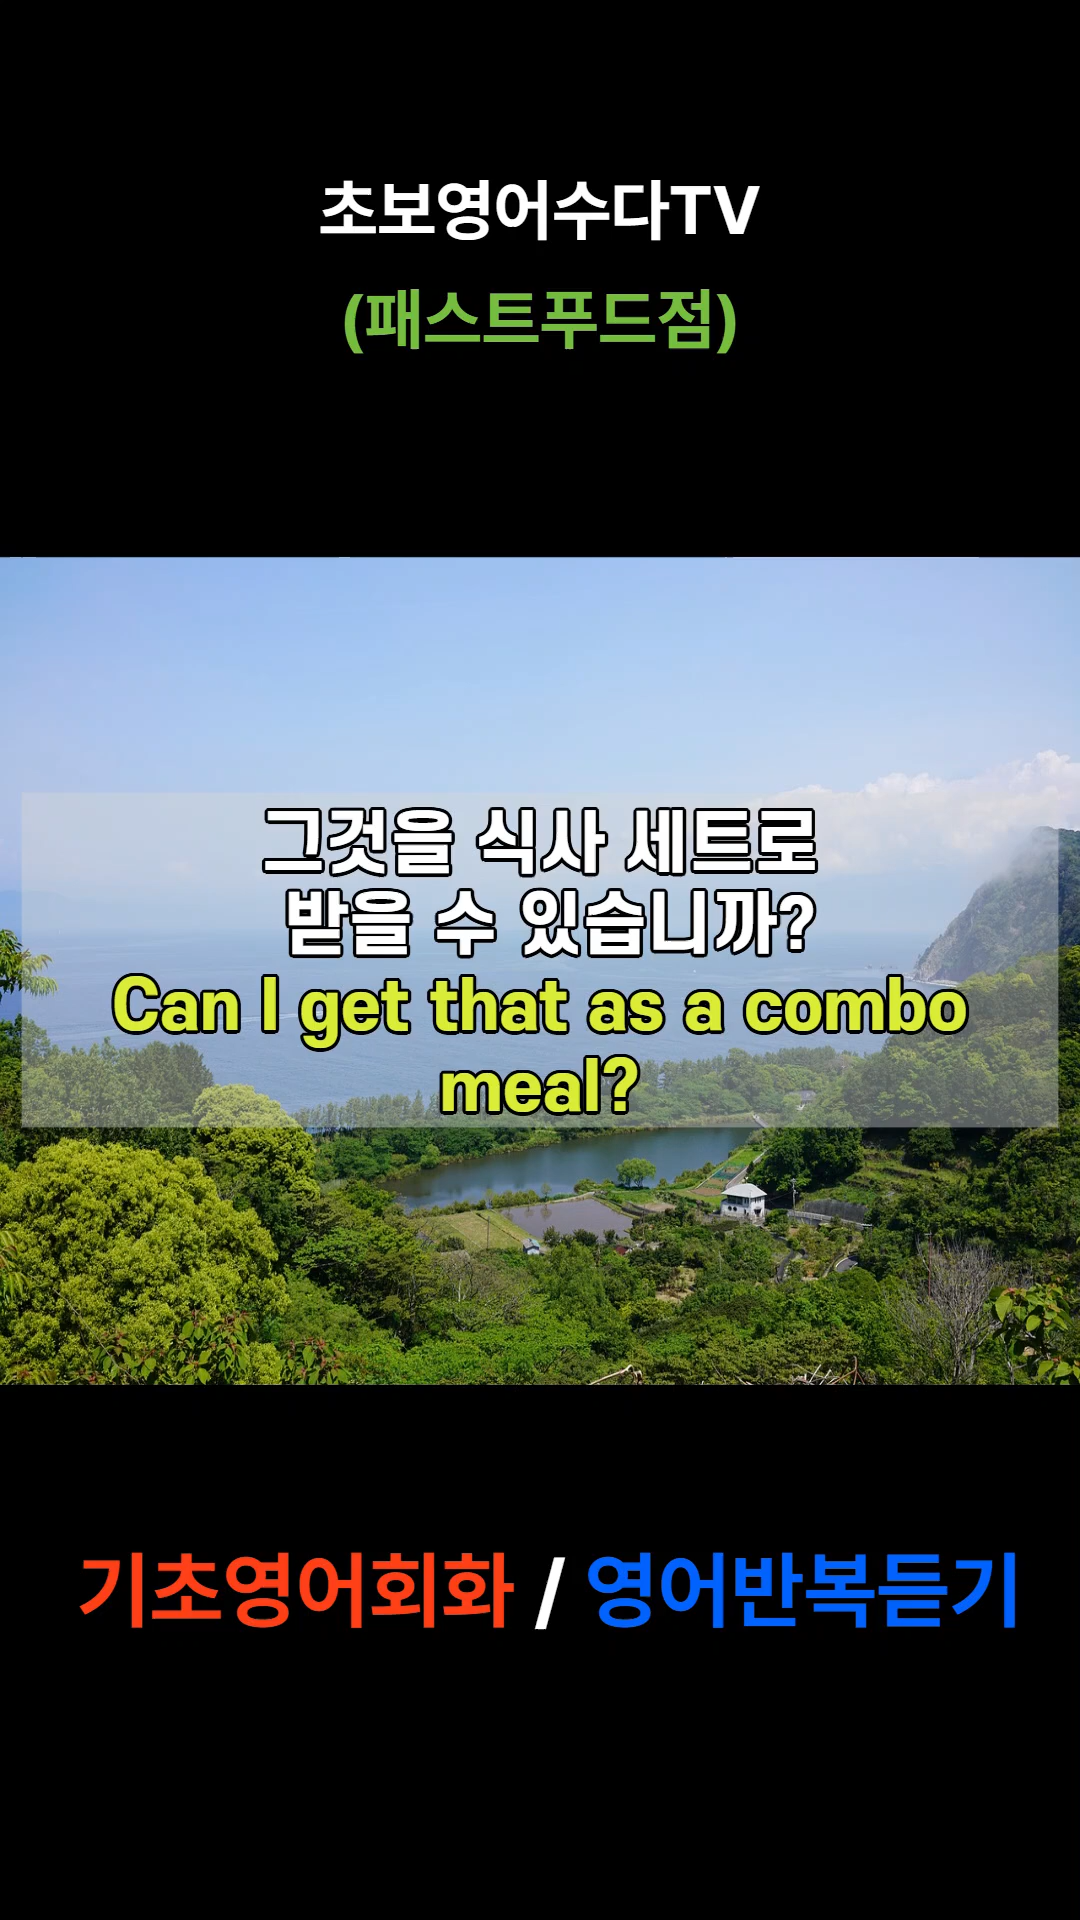 초보영어수다TV
(패스트푸드점)
그것을 식사 세트로
받을 수 있습니까?
Can I get that as a combo
meal?
기초영어회화 / 영어반복듣기